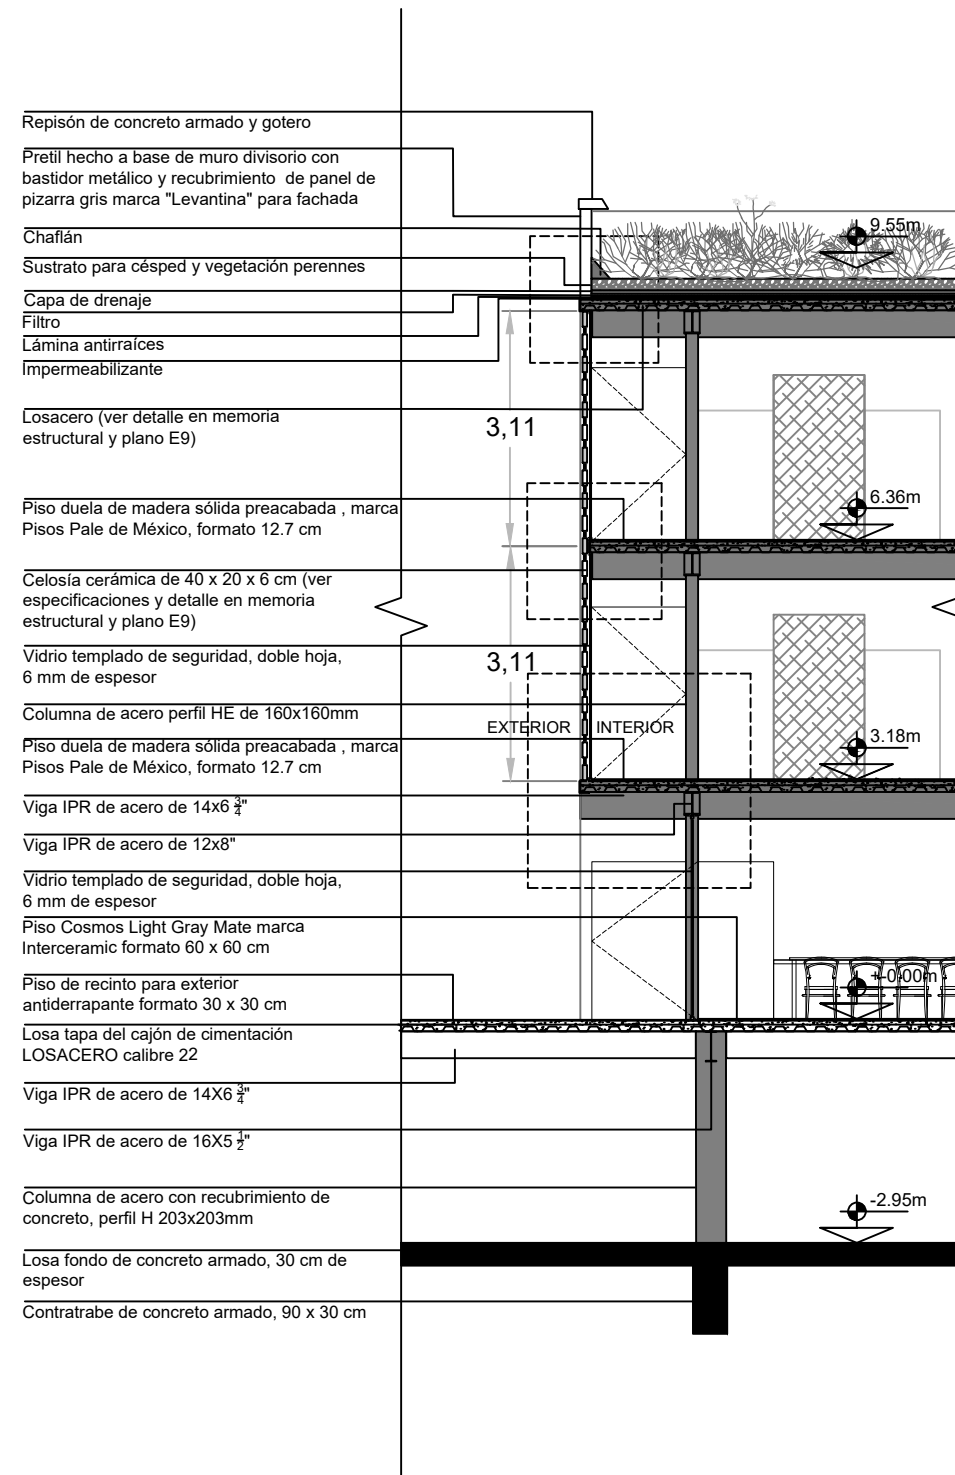 Repisón de concreto armado y gotero
Pretil hecho a base de muro divisorio con
bastidor metálico y recubrimiento de panel de
pizarra gris marca "Levantina" para fachada
Chaflán
Sustrato para césped y vegetación perennes
Capa de drenaje
Filtro
Lámina antirraíces
Impermeabilizante
Losacero (ver detalle en memoria
estructural y plano E9)
Piso duela de madera sólida preacabada , marca
Pisos Pale de México, formato 12.7 cm
Celosía cerámica de 40 x 20 x 6 cm (ver
especificaciones y detalle en memoria
estructural y plano E9)
Vidrio templado de seguridad, doble hoja,
6 mm de espesor
Columna de acero perfil HE de 160x160mm
Piso duela de madera sólida preacabada , marca
Pisos Pale de México, formato 12.7 cm
Viga IPR de acero de 14x6 3/4"
Viga IPR de acero de 12x8"
Vidrio templado de seguridad, doble hoja,
6 mm de espesor
Piso Cosmos Light Gray Mate marca
Interceramic formato 60 x 60 cm
Piso de recinto para exterior
antiderrapante formato 30 x 30 cm
Losa tapa del cajón de cimentación
LOSACERO calibre 22
Viga IPR de acero de 14X6 3/4"
Viga IPR de acero de 16X5 1/2"
Columna de acero con recubrimiento de
concreto, perfil H 203x203mm
Losa fondo de concreto armado, 30 cm de
espesor
Contratrabe de concreto armado, 90 x 30 cm
3,11
3,11
EXTERIOR
INTERIOR
9.55m
6.36m
3.18m
+-0.00m
-2.95m